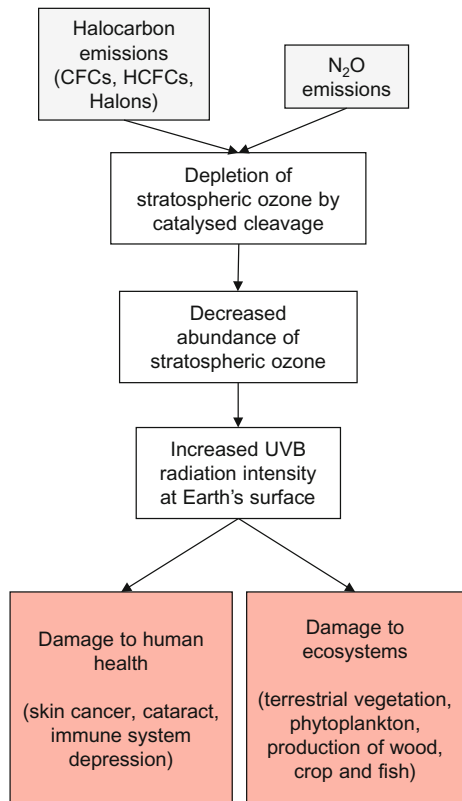 Halocarbon
emissions
(CFCs, HCFCs,
Halons)
N₂O
emissions
Depletion of
stratospheric ozone by
catalysed cleavage
Decreased
abundance of
stratospheric ozone
Increased UVB
radiation intensity
at Earth's surface
Damage to human
health
(skin cancer, cataract,
immune system
depression)
Damage to
ecosystems
(terrestrial vegetation,
phytoplankton,
production of wood,
crop and fish)